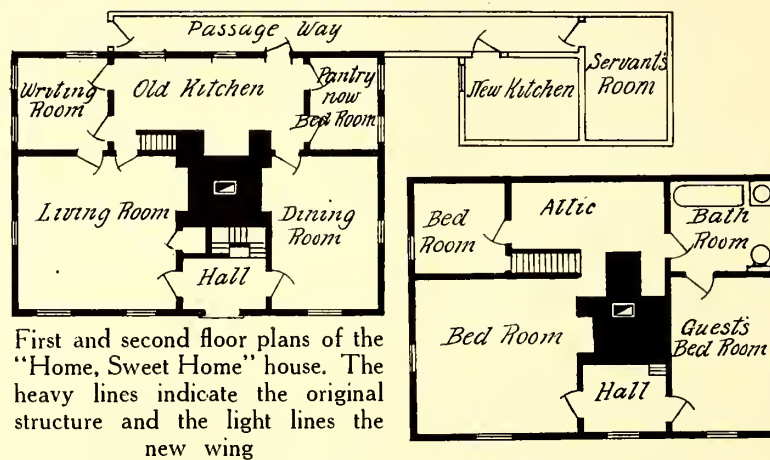 Passage Way
Writing
Room
Old Kitchen
Pantry
now
Bed Room
New Kitchen
Servant's
Room
Living Room
Dining
Room
Hall
Bed
Room
Attic
Bath
Room
Bed Room
Guest's
Bed Room
Hall
First and second floor plans of the
“Home, Sweet Home” house. The
heavy lines indicate the original
structure and the light lines the
new wing